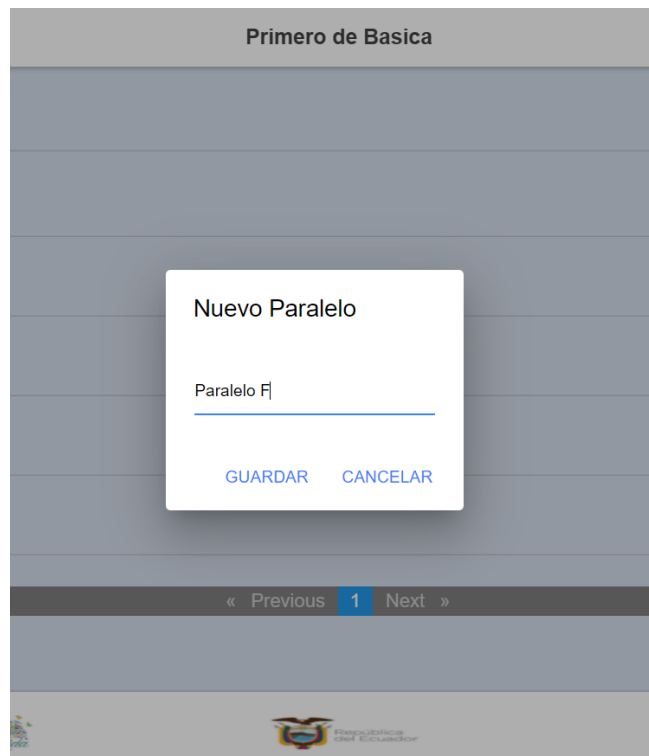 Primero de Basica
Nuevo Paralelo
Paralelo F
GUARDAR CANCELAR
« Previous 1 Next »
República
del Ecuador